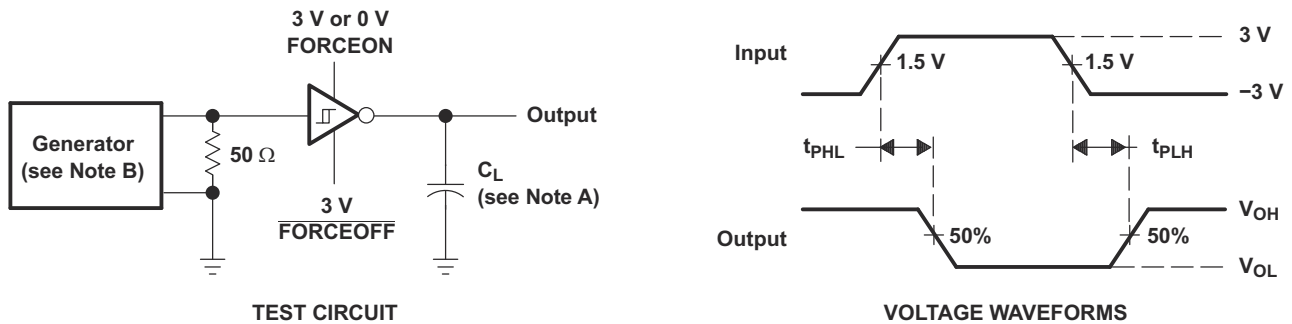 3 V or 0 V
FORCEON
Generator
(see Note B)
50 Ω
Output
CL
(see Note A)
3 V
FORCEOFF
TEST CIRCUIT
Input
1.5 V
1.5 V
3 V
−3 V
tPHL
tPLH
Output
50%
50%
VOH
VOL
VOLTAGE WAVEFORMS